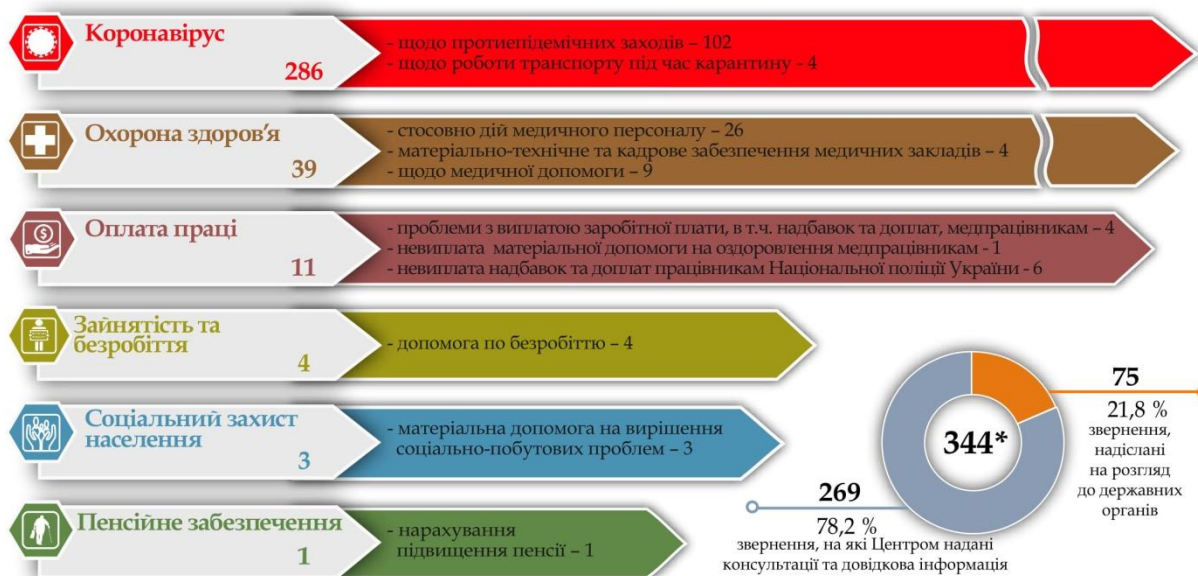 Коронавірус
286
- щодо протиепідемічних заходів – 102
- щодо роботи транспорту під час карантину - 4
Охорона здоров'я
39
- стосовно дій медичного персоналу – 26
- матеріально-технічне та кадрове забезпечення медичних закладів – 4
- щодо медичної допомоги – 9
Оплата праці
11
- проблеми з виплатою заробітної плати, в т.ч. надбавок та доплат, медпрацівникам – 4
- невиплата матеріальної допомоги на оздоровлення медпрацівникам - 1
- невиплата надбавок та доплат працівникам Національної поліції України - 6
Зайнятість та
безробіття
4
- допомога по безробіттю – 4
Соціальний захист
населення
3
- матеріальна допомога на вирішення
соціально-побутових проблем – 3
Пенсійне забезпечення
1
- нарахування
підвищення пенсії – 1
344*
75
21,8 %
звернення,
надіслані
на розгляд
до державних
органів
269
78,2 %
звернення, на які Центром надані
консультації та довідкова інформація